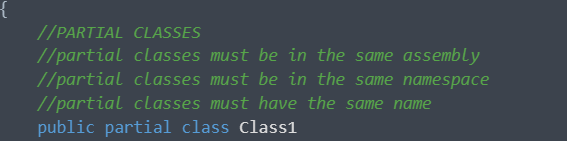 {
//PARTIAL CLASSES
//partial classes must be in the same assembly
//partial classes must be in the same namespace
//partial classes must have the same name
public partial class Class1